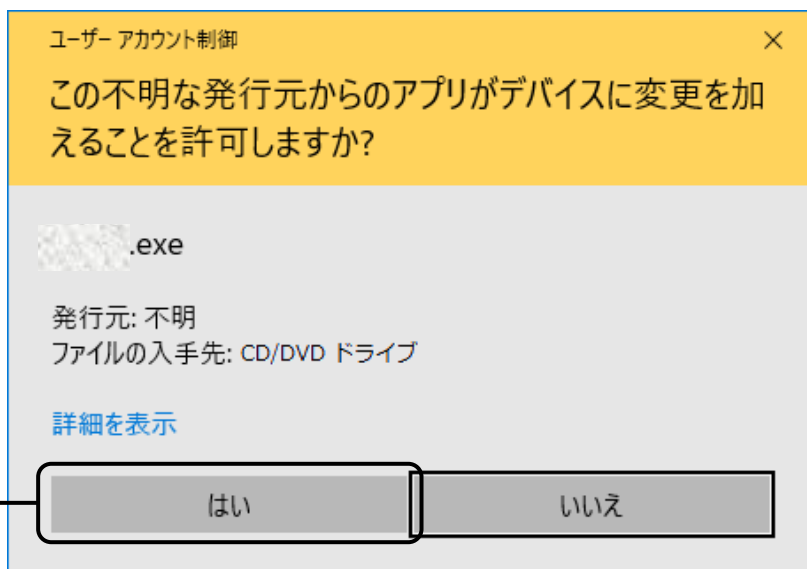 ユーザー アカウント制御
この不明な発行元からのアプリがデバイスに変更を加
えることを許可しますか?
.exe
発行元: 不明
ファイルの入手先: CD/DVD ドライブ
詳細を表示
はい
いいえ